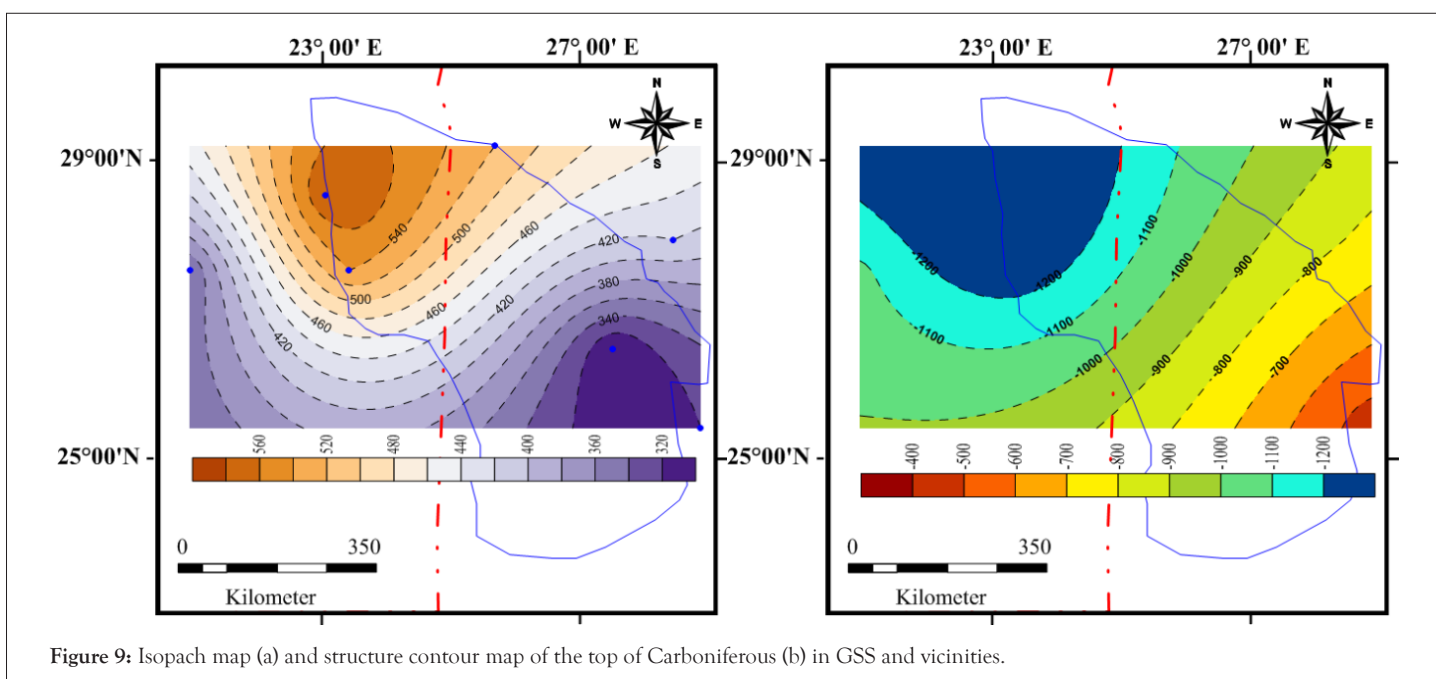 23° 00' E 27° 00' E 23° 00' E 27° 00' E
N N
W E W E
S S
29°00'N 29°00'N
540 500 460 -1100
420 -1000 -900 -800
-1200 -1200
500 420 380
460 460 340 -1100 -1100
420 -1000 -900 -800 -700
25°00'N 25°00'N
560 520 480 440 400 350 320
-400 -500 -600 -700 -800 -900 -1000 -1100 -1200
0 350 0 350
Kilometer Kilometer
Figure 9: Isopach map (a) and structure contour map of the top of Carboniferous (b) in GSS and vicinities.